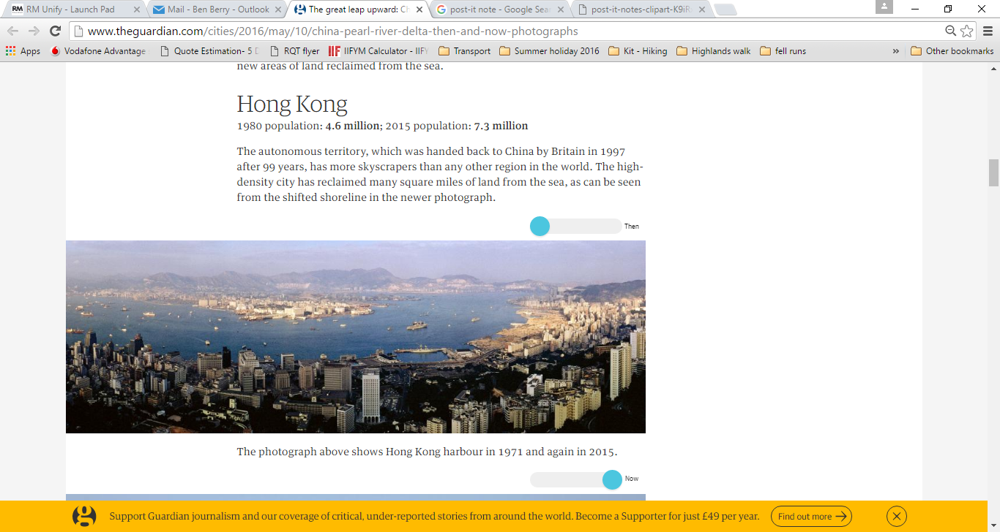 RM Unify - Launch Pad
Mail - Ben Berry - Outlook
The great leap upward: Ch
post-it note - Google Sea
post-it-notes-clipart-K9iR
www.theguardian.com/cities/2016/may/10/china-pearl-river-delta-then-and-now-photographs
Apps
Vodafone Advantage
Quote Estimation- 5 D
RQT flyer
IIFYM Calculator - IIFY
Transport
Summer holiday 2016
Kit - Hiking
Highlands walk
fell runs
»
Other bookmarks
new areas of land reclaimed from the sea.
Hong Kong
1980 population: 4.6 million; 2015 population: 7.3 million
The autonomous territory, which was handed back to China by Britain in 1997
after 99 years, has more skyscrapers than any other region in the world. The high-
density city has reclaimed many square miles of land from the sea, as can be seen
from the shifted shoreline in the newer photograph.
Then
The photograph above shows Hong Kong harbour in 1971 and again in 2015.
Now
Support Guardian journalism and our coverage of critical, under-reported stories from around the world. Become a Supporter for just £49 per year.
Find out more